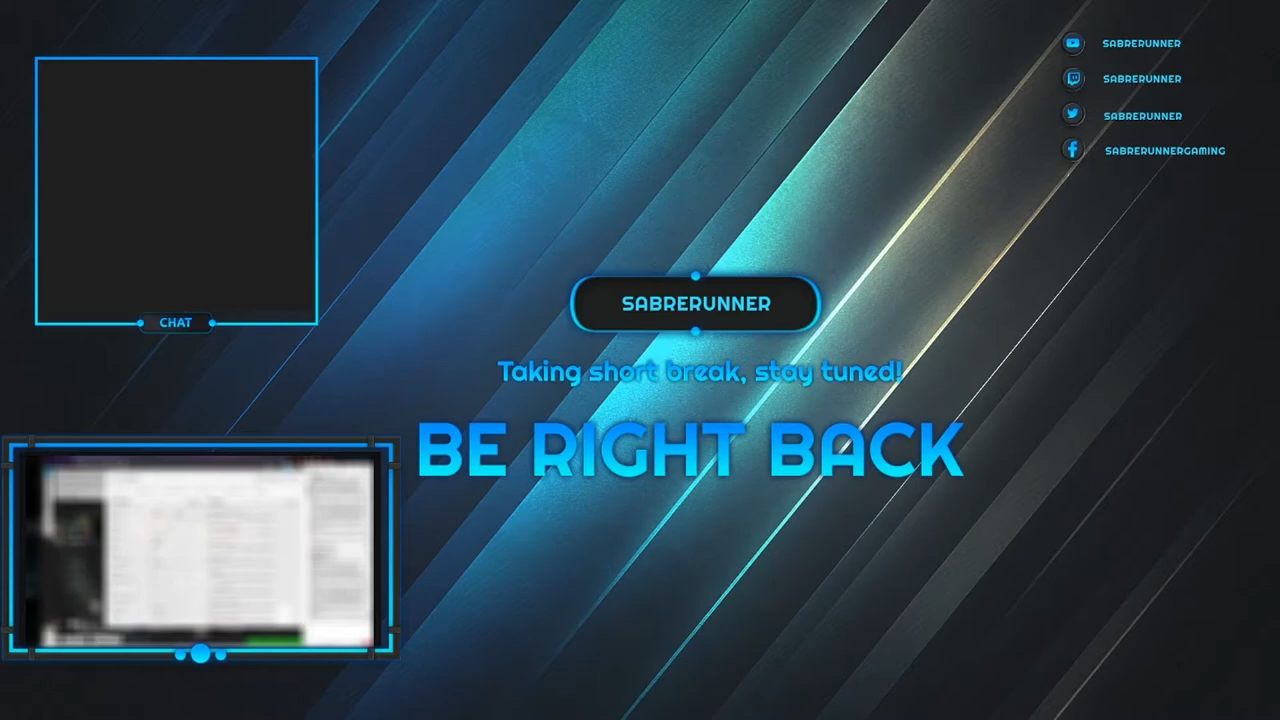 SABRERUNNER
SABRERUNNER
SABRERUNNER
SABRERUNNERGAMING
CHAT
SABRERUNNER
Taking short break, stay tuned!
BE RIGHT BACK